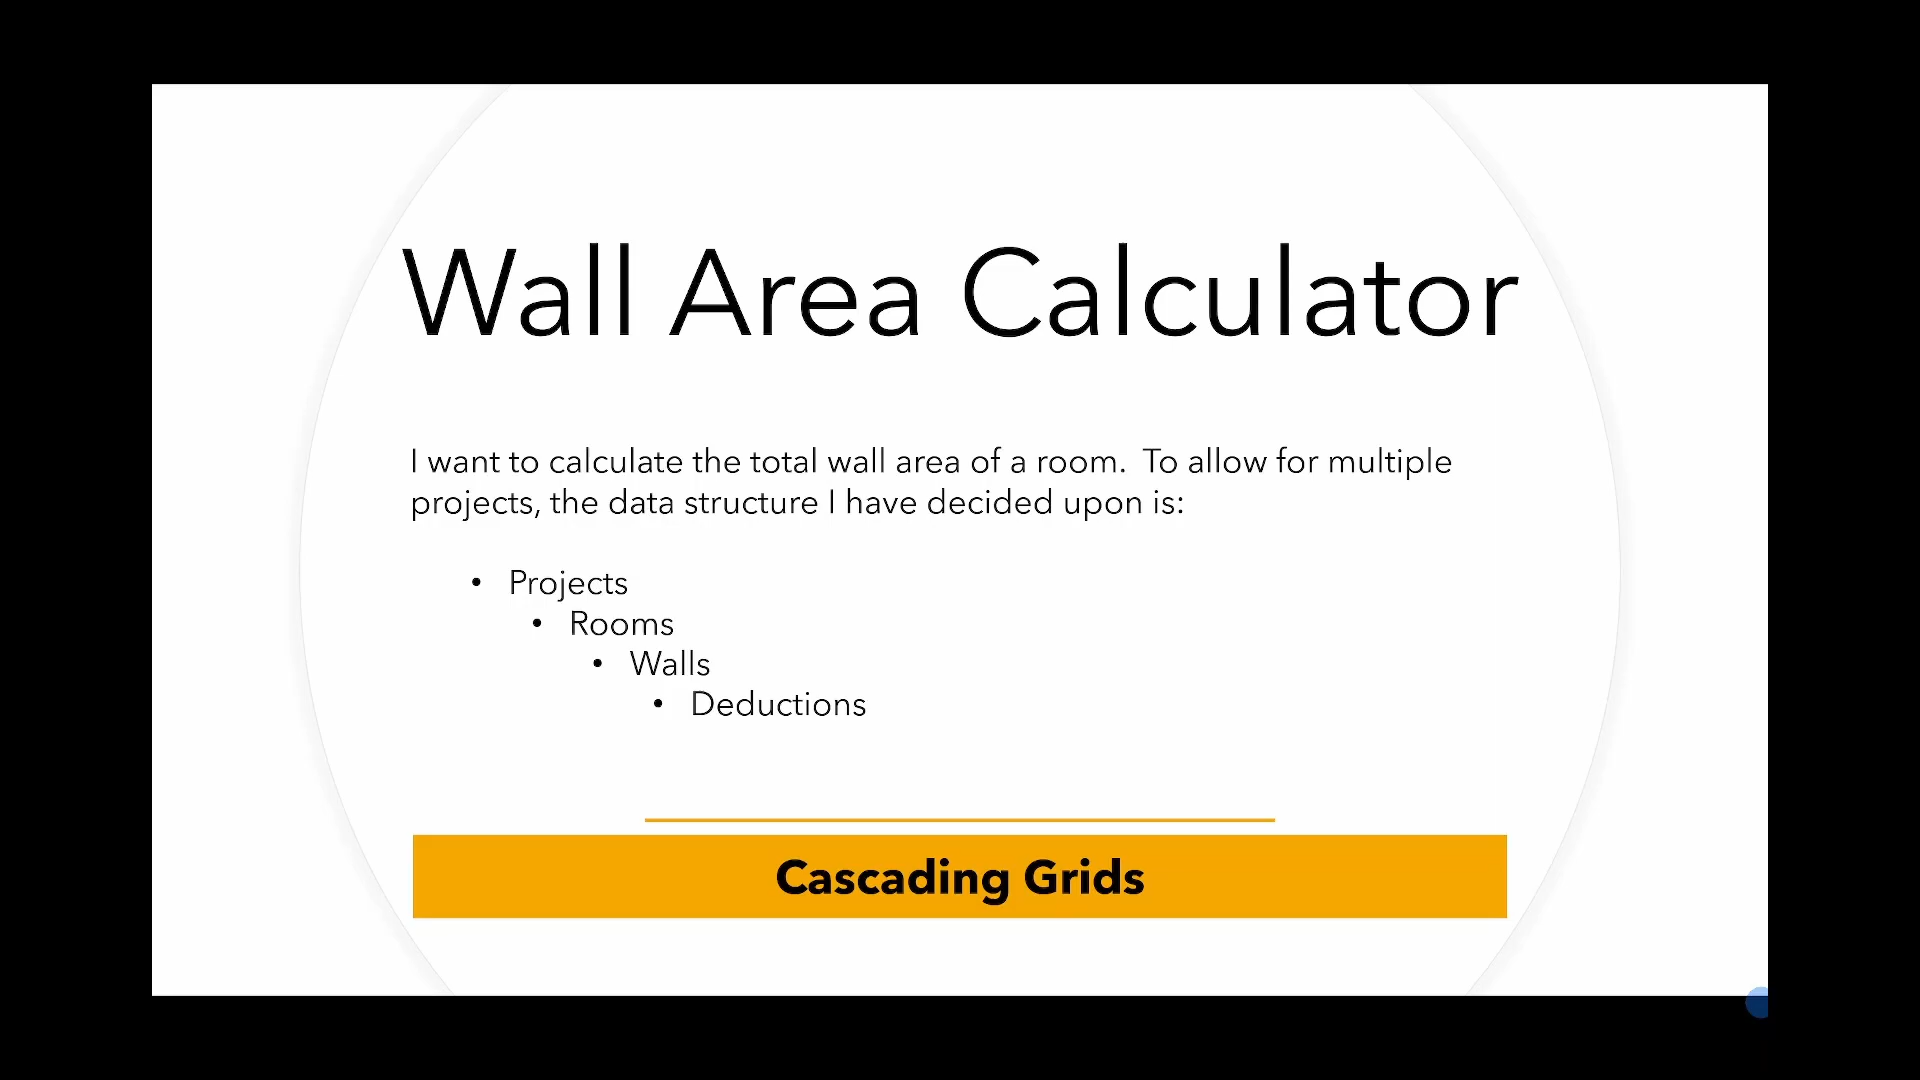 Wall Area Calculator
I want to calculate the total wall area of a room.  To allow for multiple
projects, the data structure I have decided upon is:
• Projects
• Rooms
• Walls
• Deductions
Cascading Grids